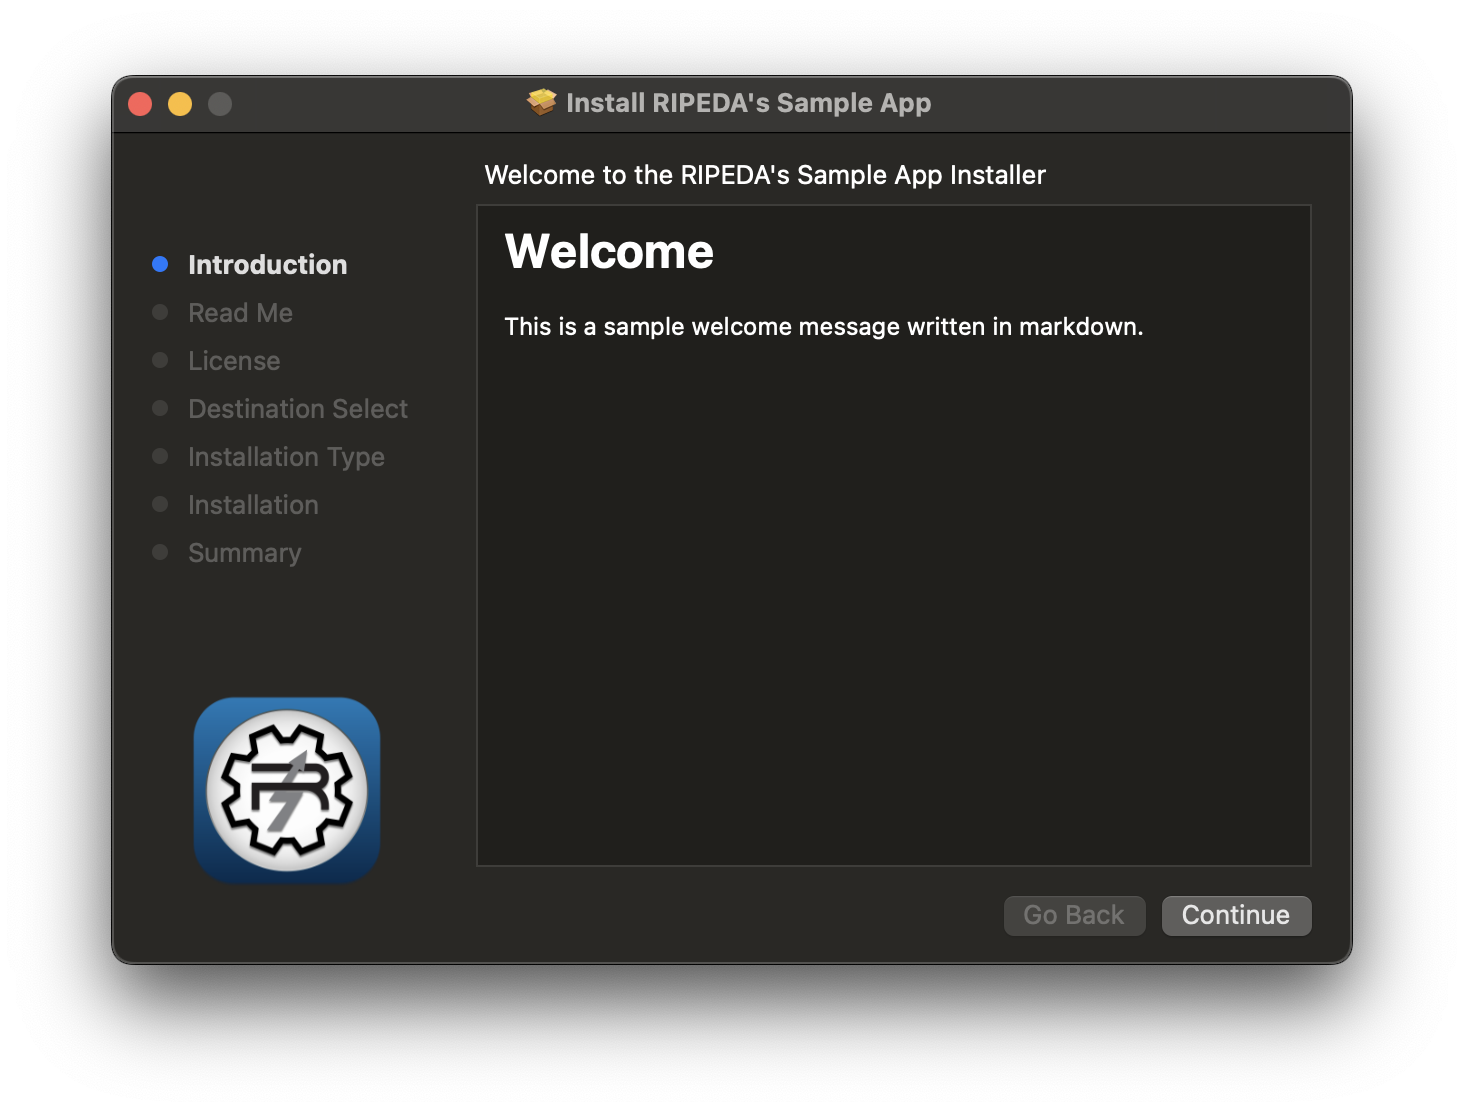 Install RIPEDA's Sample App
Welcome to the RIPEDA's Sample App Installer
Introduction
Read Me
License
Destination Select
Installation Type
Installation
Summary
Welcome
This is a sample welcome message written in markdown.
R
Go Back
Continue